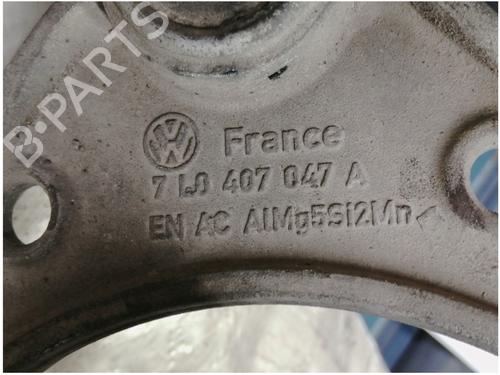 B-PARTS
VW France
7 L0 407 047 A
EN AC AlMg5Si2Mn